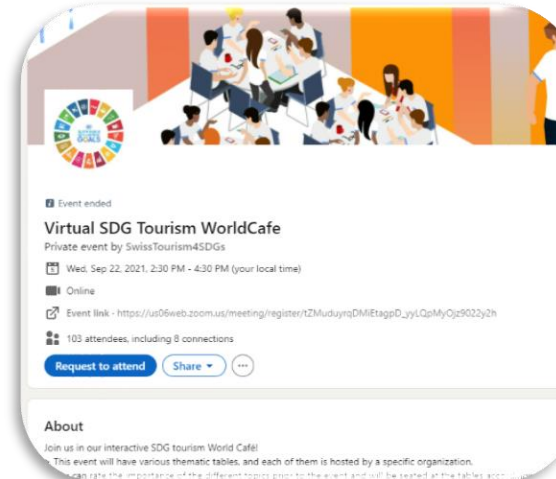 Event ended
Virtual SDG Tourism WorldCafe
Private event by SwissTourism4SDGs
Wed, Sep 22, 2021, 2:30 PM - 4:30 PM (your local time)
Online
Event link · https://us06web.zoom.us/meeting/register/tZMuduyrqDMiEtagpD_yyLQpMyOjz9022y2h
103 attendees, including 8 connections
Request to attend Share
About
Join us in our interactive SDG tourism World Café!
This event will have various thematic tables, and each of them is hosted by a specific organization.
can rate the importance of the different topics prior to the event and will be seated at the tables